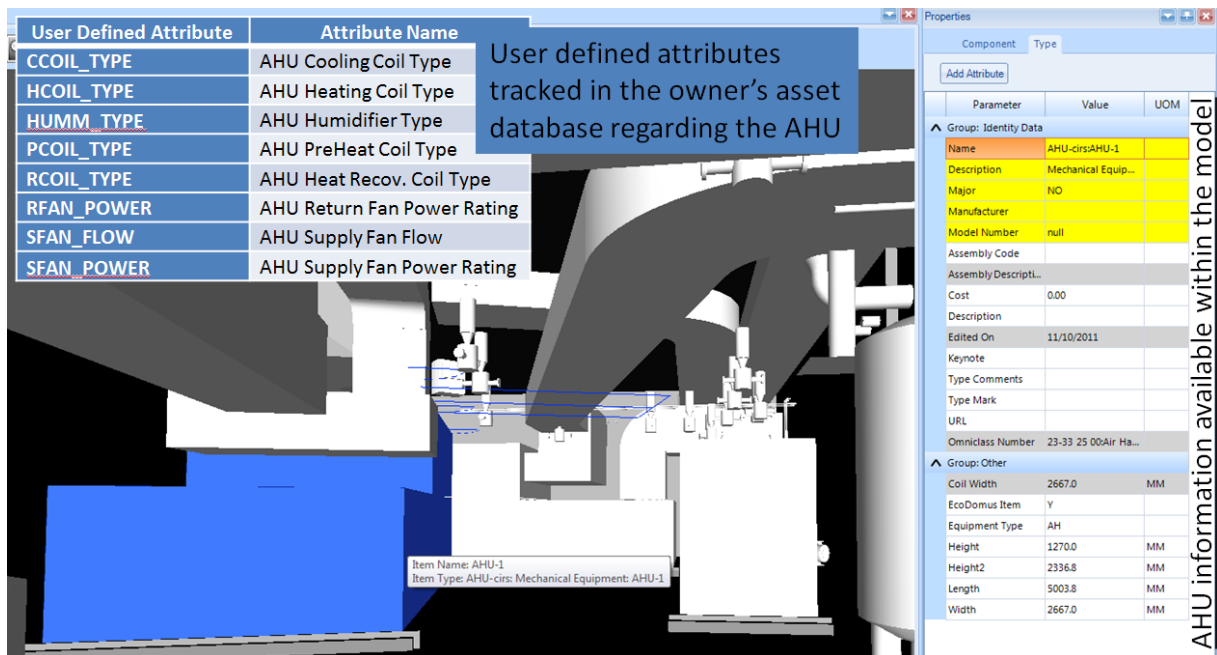 User Defined Attribute Attribute Name
CCOIL_TYPE AHU Cooling Coil Type
HCOIL_TYPE AHU Heating Coil Type
HUMM_TYPE AHU Humidifier Type
PCOIL_TYPE AHU PreHeat Coil Type
RCOIL_TYPE AHU Heat Recov. Coil Type
RFAN_POWER AHU Return Fan Power Rating
SFAN_FLOW AHU Supply Fan Flow
SFAN_POWER AHU Supply Fan Power Rating
User defined attributes
tracked in the owner's asset
database regarding the AHU
Item Name: AHU-1
Item Type: AHU-cirs: Mechanical Equipment: AHU-1
Properties
Component Type
Add Attribute
Parameter Value UOM
Group: Identity Data
Name AHU-cirs:AHU-1
Description Mechanical Equip...
Major NO
Manufacturer
Model Number null
Assembly Code
Assembly Descripti...
Cost 0.00
Description
Edited On 11/10/2011
Keynote
Type Comments
Type Mark
URL
Omniclass Number 23-33 25 00:Air Ha...
Group: Other
Coil Width 2667.0 MM
EcoDomus Item Y
Equipment Type AH
Height 1270.0 MM
Height2 2336.8 MM
Length 5003.8 MM
Width 2667.0 MM
AHU information available within the model